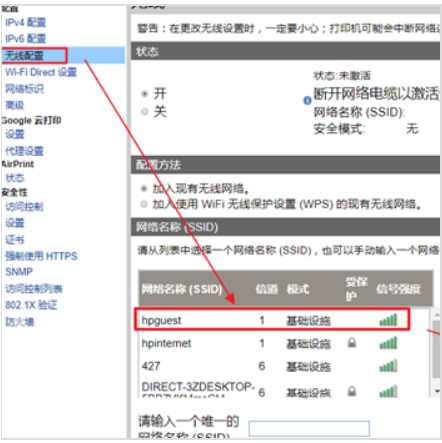 配置
IPv4 配置
IPv6 配置
无线配置
Wi-Fi Direct 设置
网络标识
高级
Google 云打印
设置
代理设置
AirPrint
状态
安全性
访问控制
设置
证书
强制使用 HTTPS
SNMP
访问控制列表
802.1X 验证
防火墙
警告：在更改无线设置时，一定要小心；打印机可能会中断网络
状态
开
关
状态: 未激活
断开网络电缆以激活
网络名称 (SSID):
安全模式: 无
配置方法
加入现有无线网络。
加入使用 WiFi 无线保护设置 (WPS) 的现有无线网络。
网络名称 (SSID)
请从列表中选择一个网络名称 (SSID)，也可以手动输入一个网络
网络名称 (SSID) 信道 模式 受保护 信号强度
hpguest 1 基础设施
hpinternet 1 基础设施
427 6 基础设施
DIRECT-3ZDESKTOP- 6 基础设施
请输入一个唯一的
网络名称 (SSID)